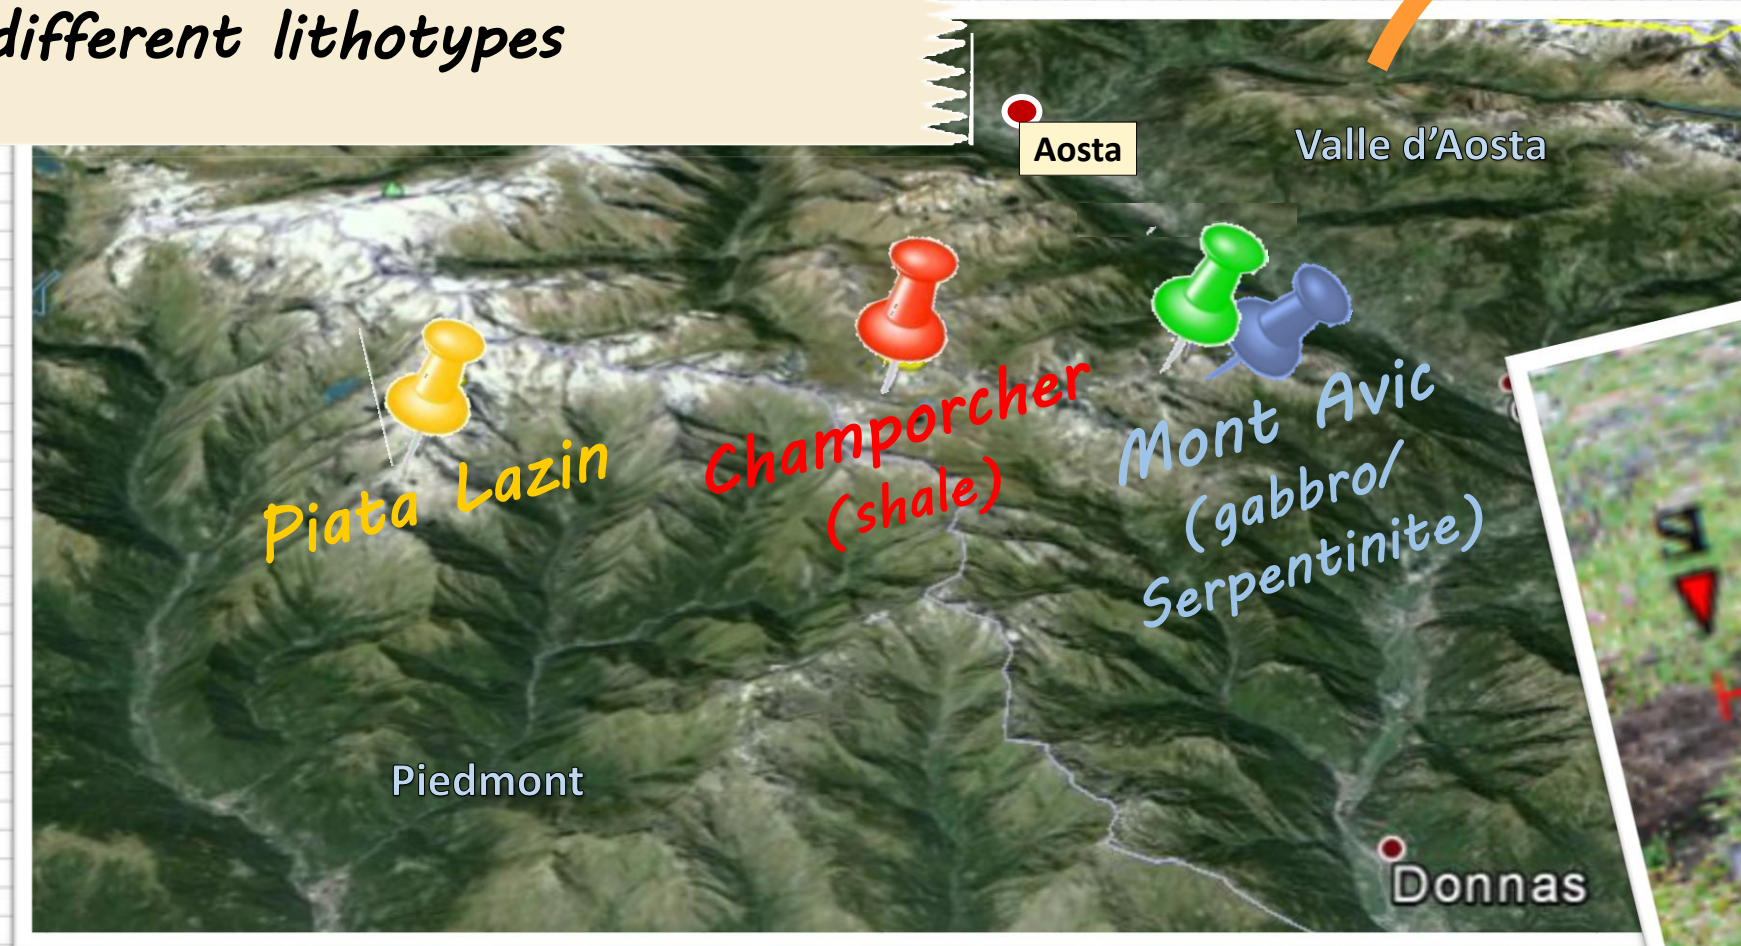 different lithotypes
Aosta
Valle d'Aosta
Piata Lazin
Champorcher
(shale)
Mont Avic
(gabbro/
Serpentinite)
Piedmont
Donnas